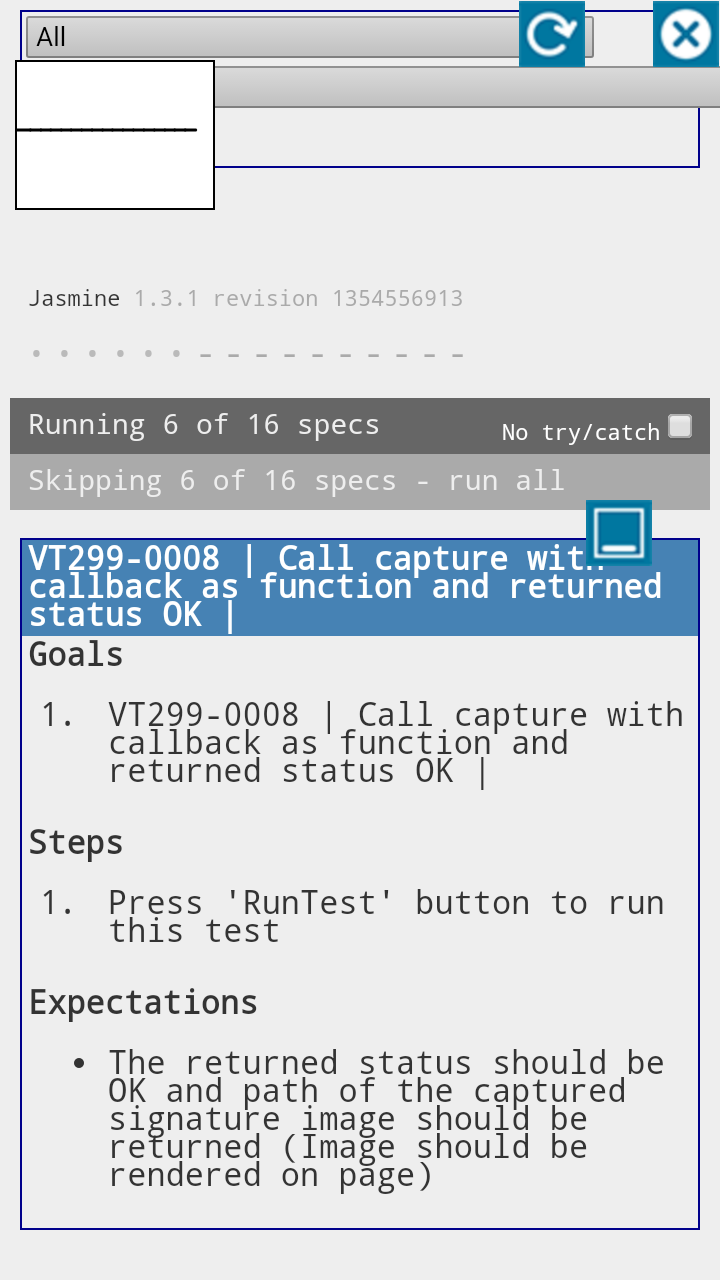 All
Jasmine 1.3.1 revision 1354556913
• • • • • • - - - - - - - - - -
Running 6 of 16 specs No try/catch
Skipping 6 of 16 specs - run all
VT299-0008 | Call capture with
callback as function and returned
status OK |
Goals
1. VT299-0008 | Call capture with
callback as function and
returned status OK |
Steps
1. Press 'RunTest' button to run
this test
Expectations
• The returned status should be
OK and path of the captured
signature image should be
returned (Image should be
rendered on page)